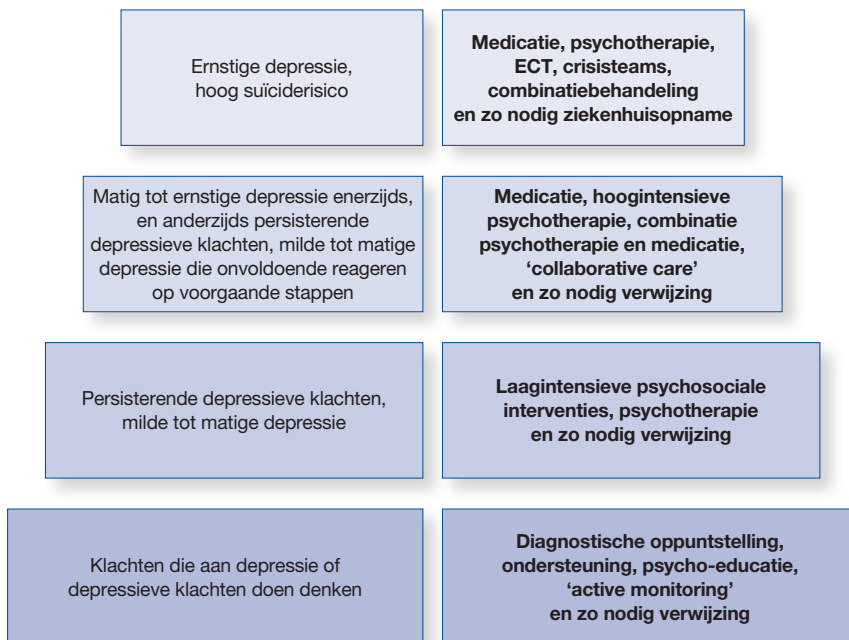 Ernstige depressie,
hoog suïciderisico
Medicatie, psychotherapie,
ECT, crisisteams,
combinatiebehandeling
en zo nodig ziekenhuisopname
Matig tot ernstige depressie enerzijds,
en anderzijds persisterende
depressieve klachten, milde tot matige
depressie die onvoldoende reageren
op voorgaande stappen
Medicatie, hoogintensieve
psychotherapie, combinatie
psychotherapie en medicatie,
‘collaborative care’
en zo nodig verwijzing
Persisterende depressieve klachten,
milde tot matige depressie
Laagintensieve psychosociale
interventies, psychotherapie
en zo nodig verwijzing
Klachten die aan depressie of
depressieve klachten doen denken
Diagnostische oppuntstelling,
ondersteuning, psycho-educatie,
‘active monitoring’
en zo nodig verwijzing